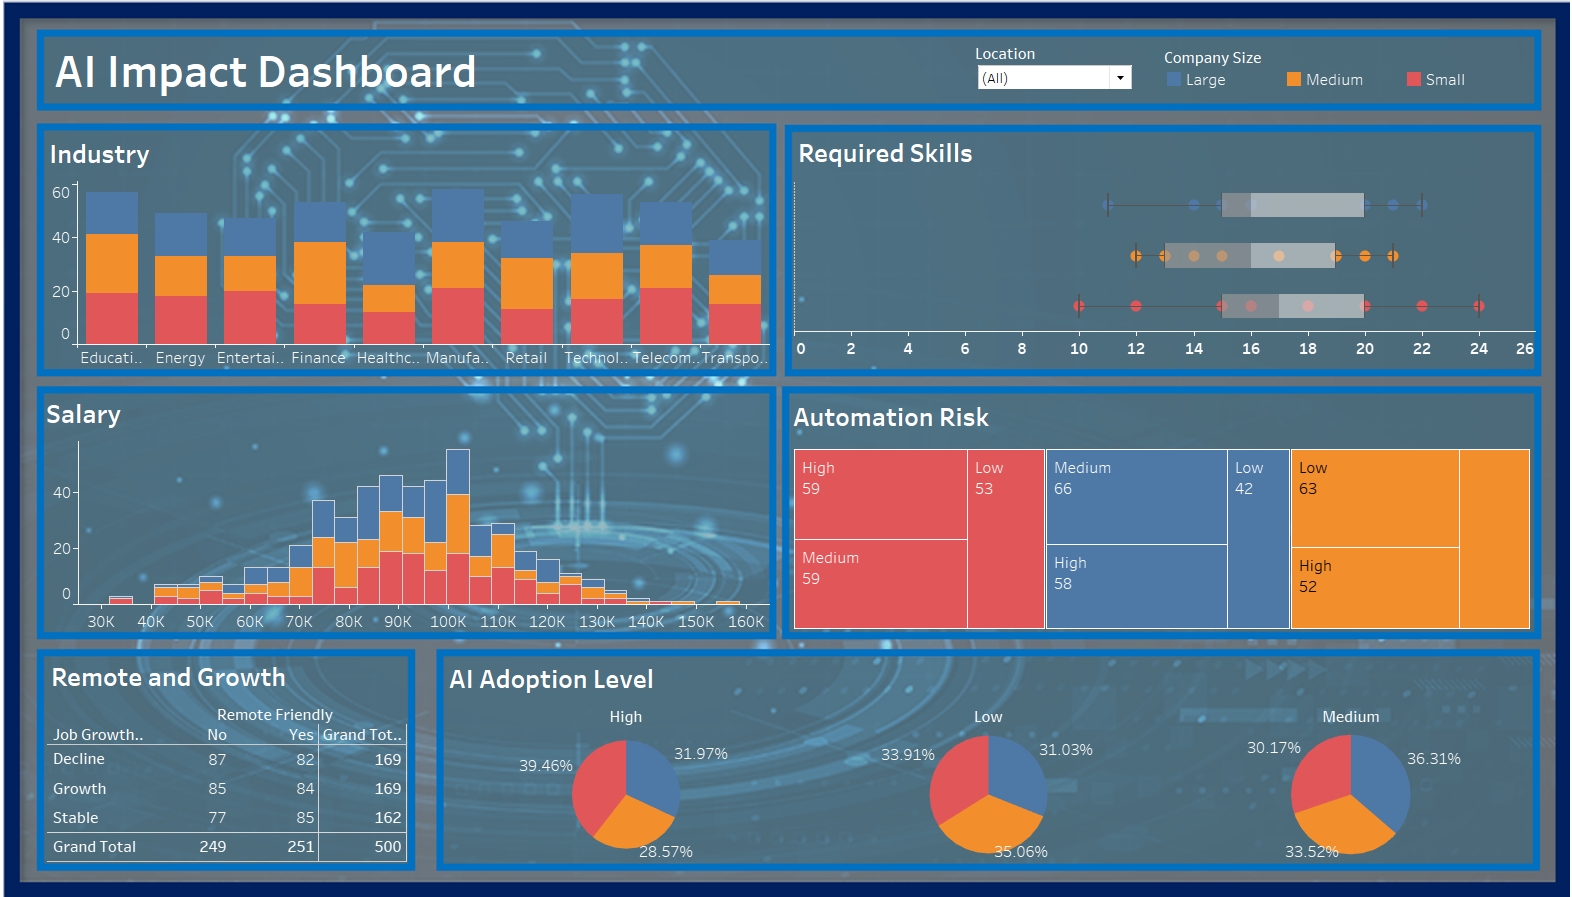 AI Impact Dashboard
Location
(All)
Company Size
Large Medium Small
Industry
60
40
20
0
Educati.. Energy Entertai.. Finance Healthc.. Manufa.. Retail Technol.. Telecom.. Transpo..
Required Skills
0 2 4 6 8 10 12 14 16 18 20 22 24 26
Salary
40
20
0
30K 40K 50K 60K 70K 80K 90K 100K 110K 120K 130K 140K 150K 160K
Automation Risk
High
59
Medium
59
Low
53
Medium
66
High
58
Low
42
Low
63
High
52
Remote and Growth
Remote Friendly
Job Growth.. No Yes Grand Tot..
Decline 87 82 169
Growth 85 84 169
Stable 77 85 162
Grand Total 249 251 500
AI Adoption Level
High
39.46% 31.97%
28.57%
Low
33.91% 31.03%
35.06%
Medium
30.17% 36.31%
33.52%